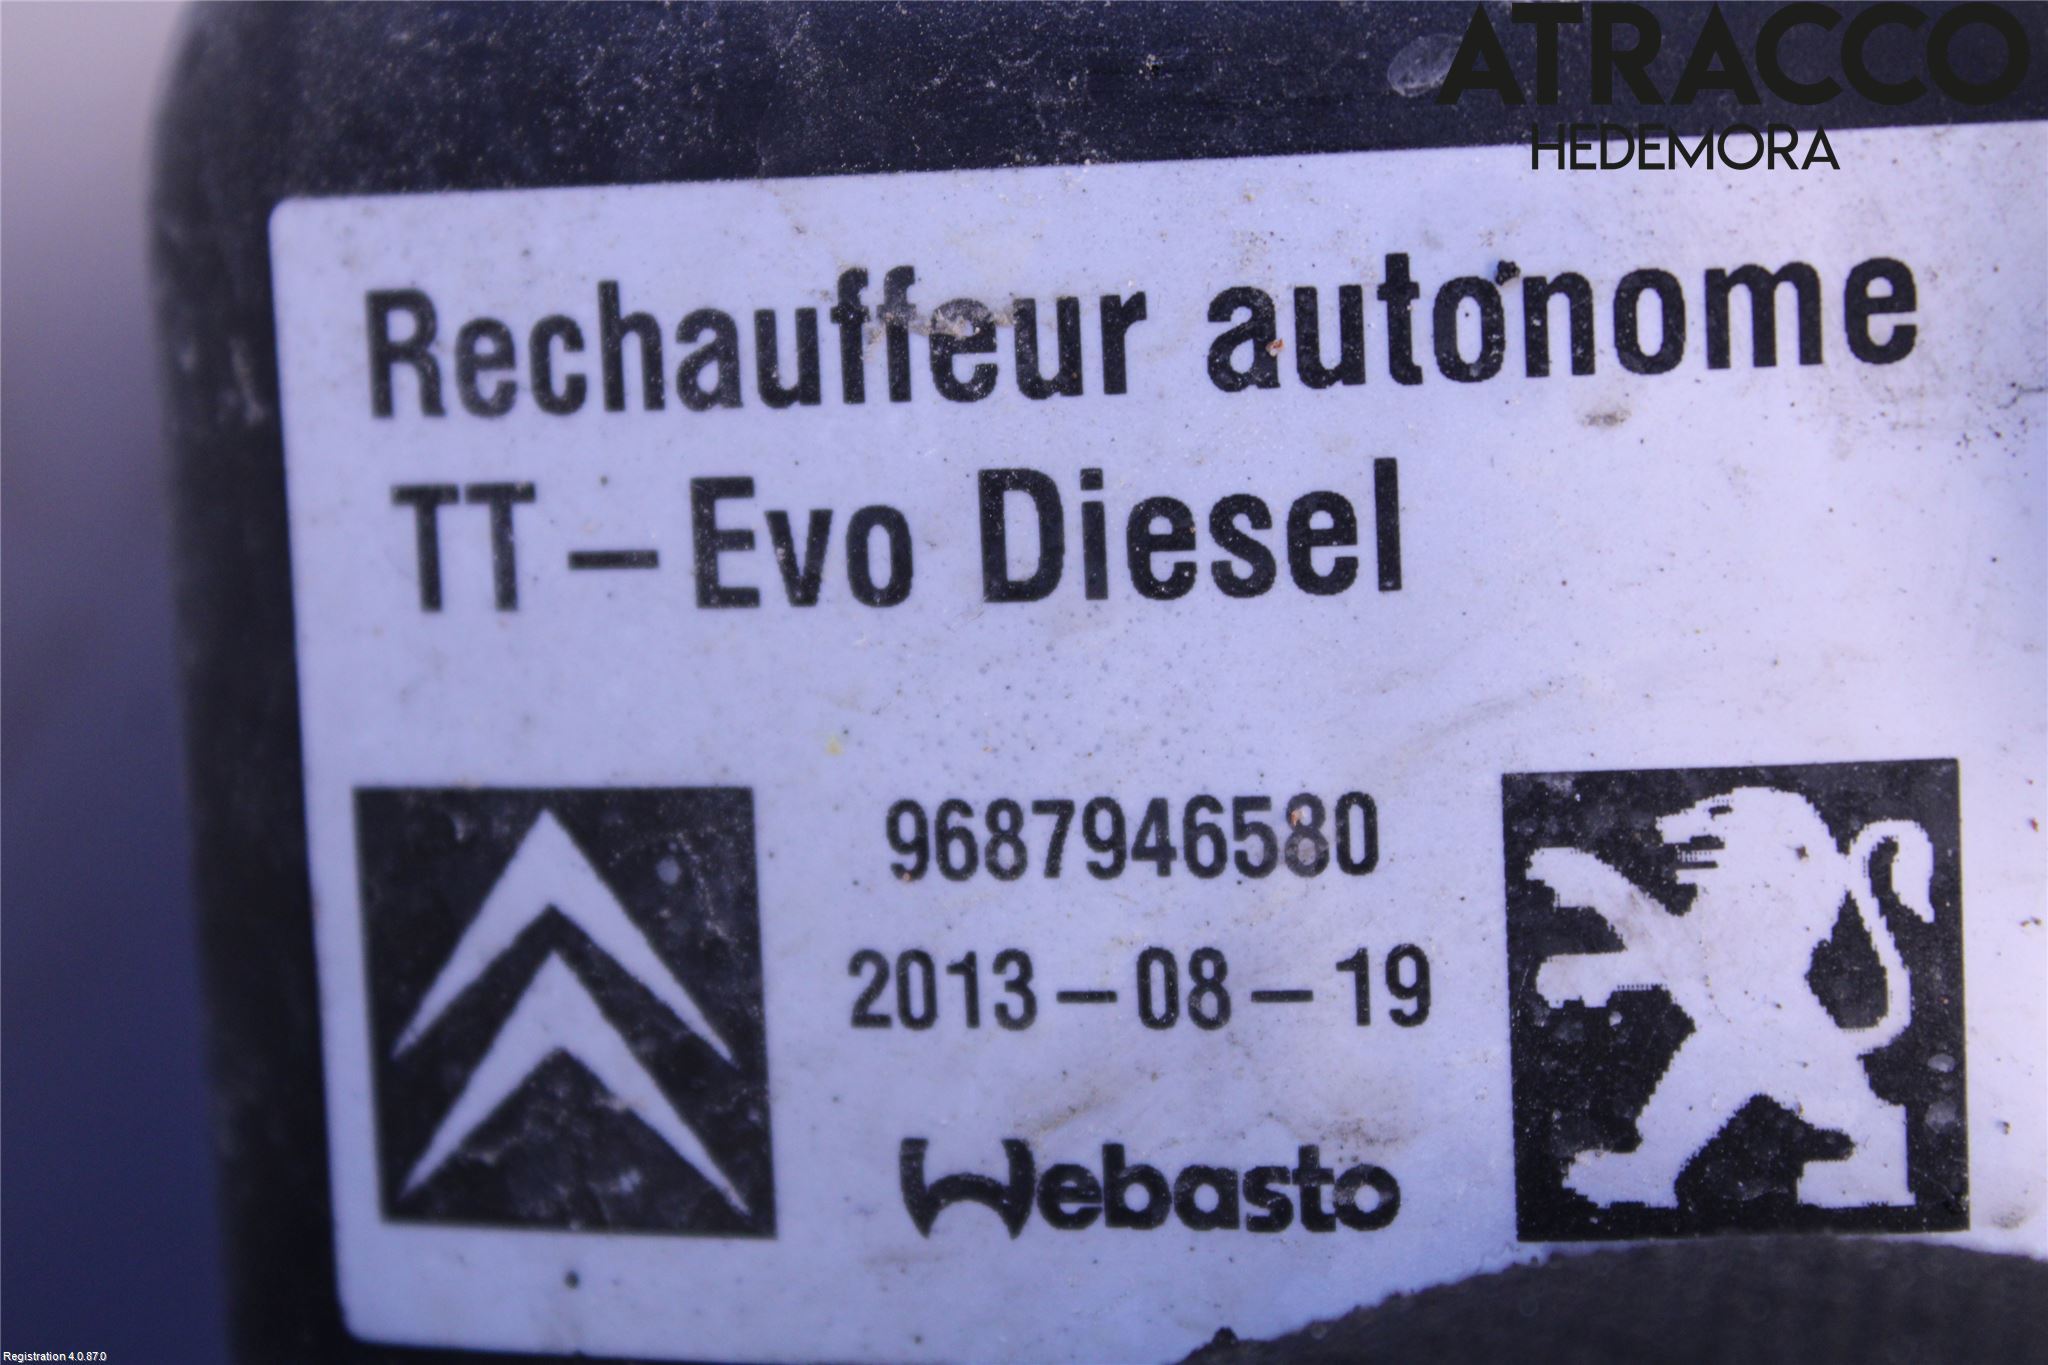 ATRACCO
HEDEMORA
Rechauffeur autonome
TT – Evo Diesel
9687946580
2013 – 08 – 19
Webasto
Registration 4.0.87.0